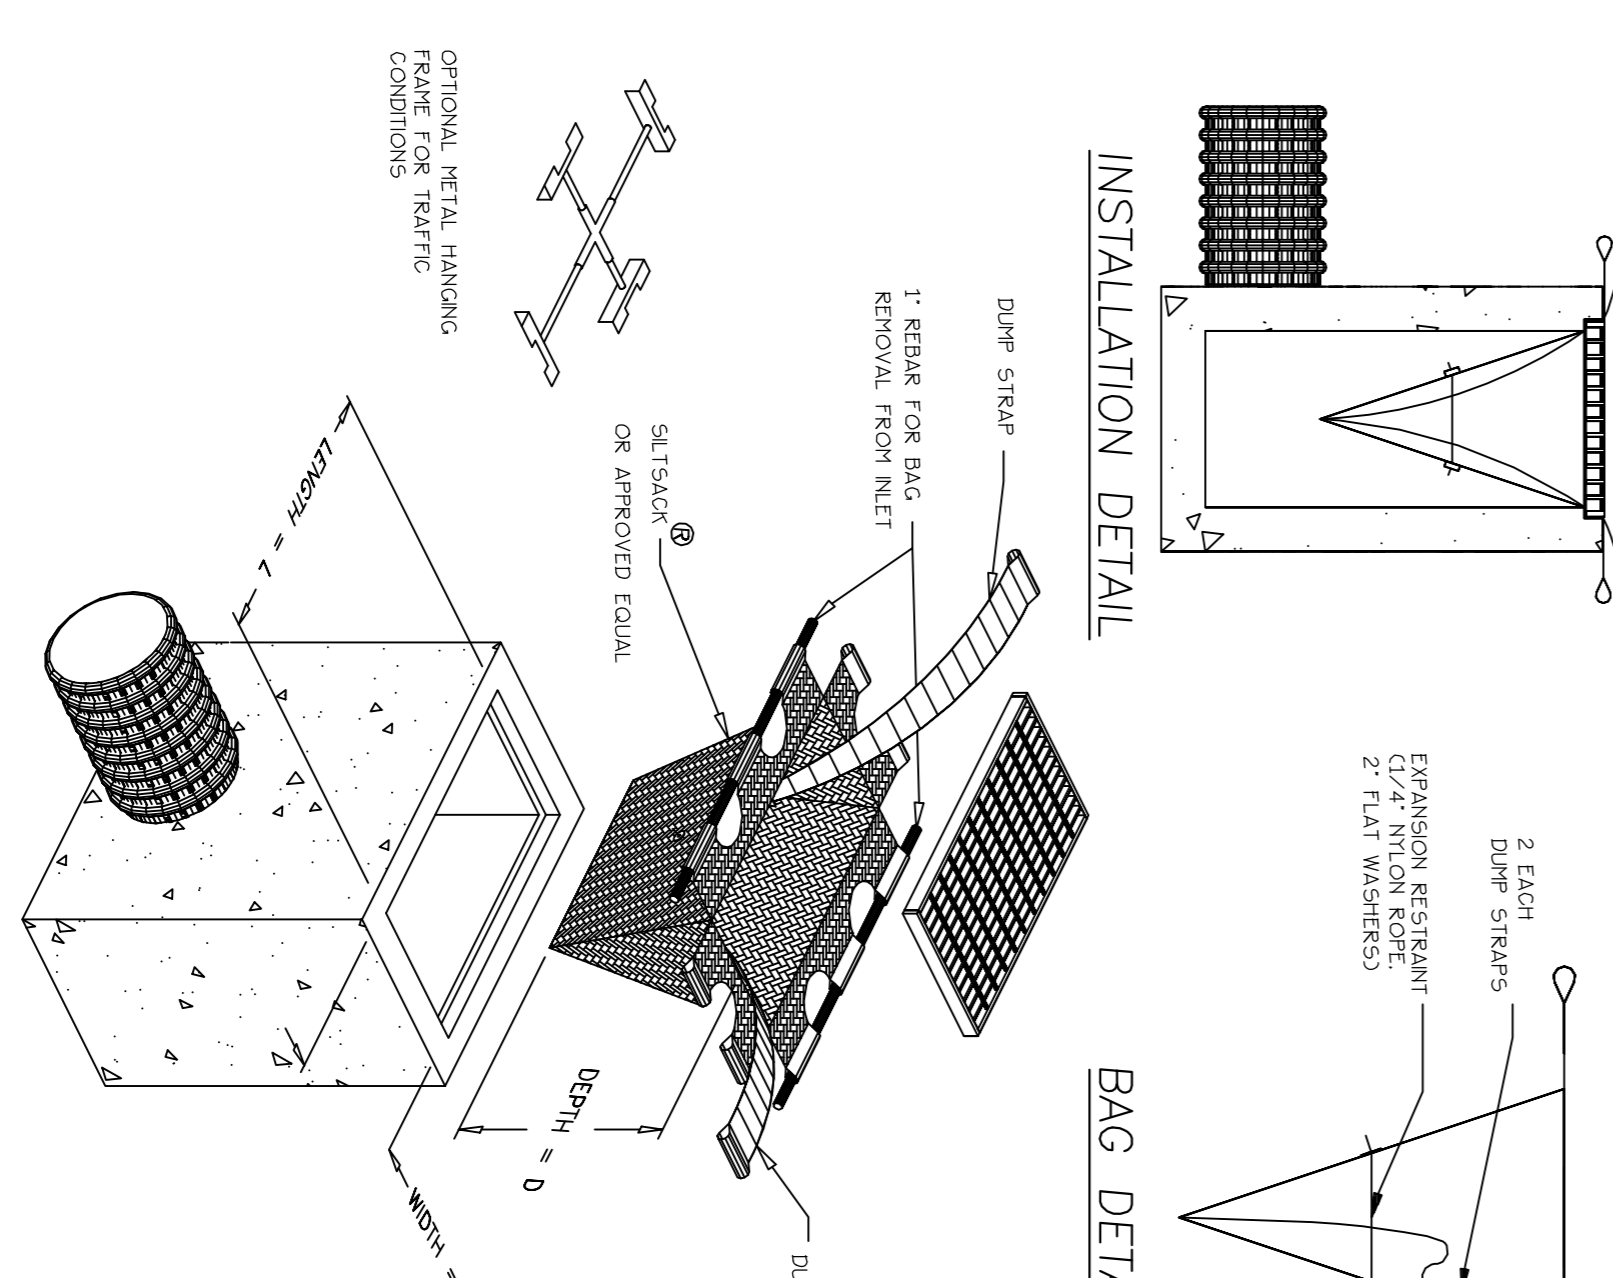 INSTALLATION DETAIL
DUMP STRAP
1" REBAR FOR BAG
REMOVAL FROM INLET
SILTSACK®
OR APPROVED EQUAL
OPTIONAL METAL HANGING
FRAME FOR TRAFFIC
CONDITIONS
LENGTH = L
2 EACH
DUMP STRAPS
EXPANSION RESTRAINT
(1/4" NYLON ROPE,
2" FLAT WASHERS)
BAG DETA
DEPTH = D
WIDTH =
DU